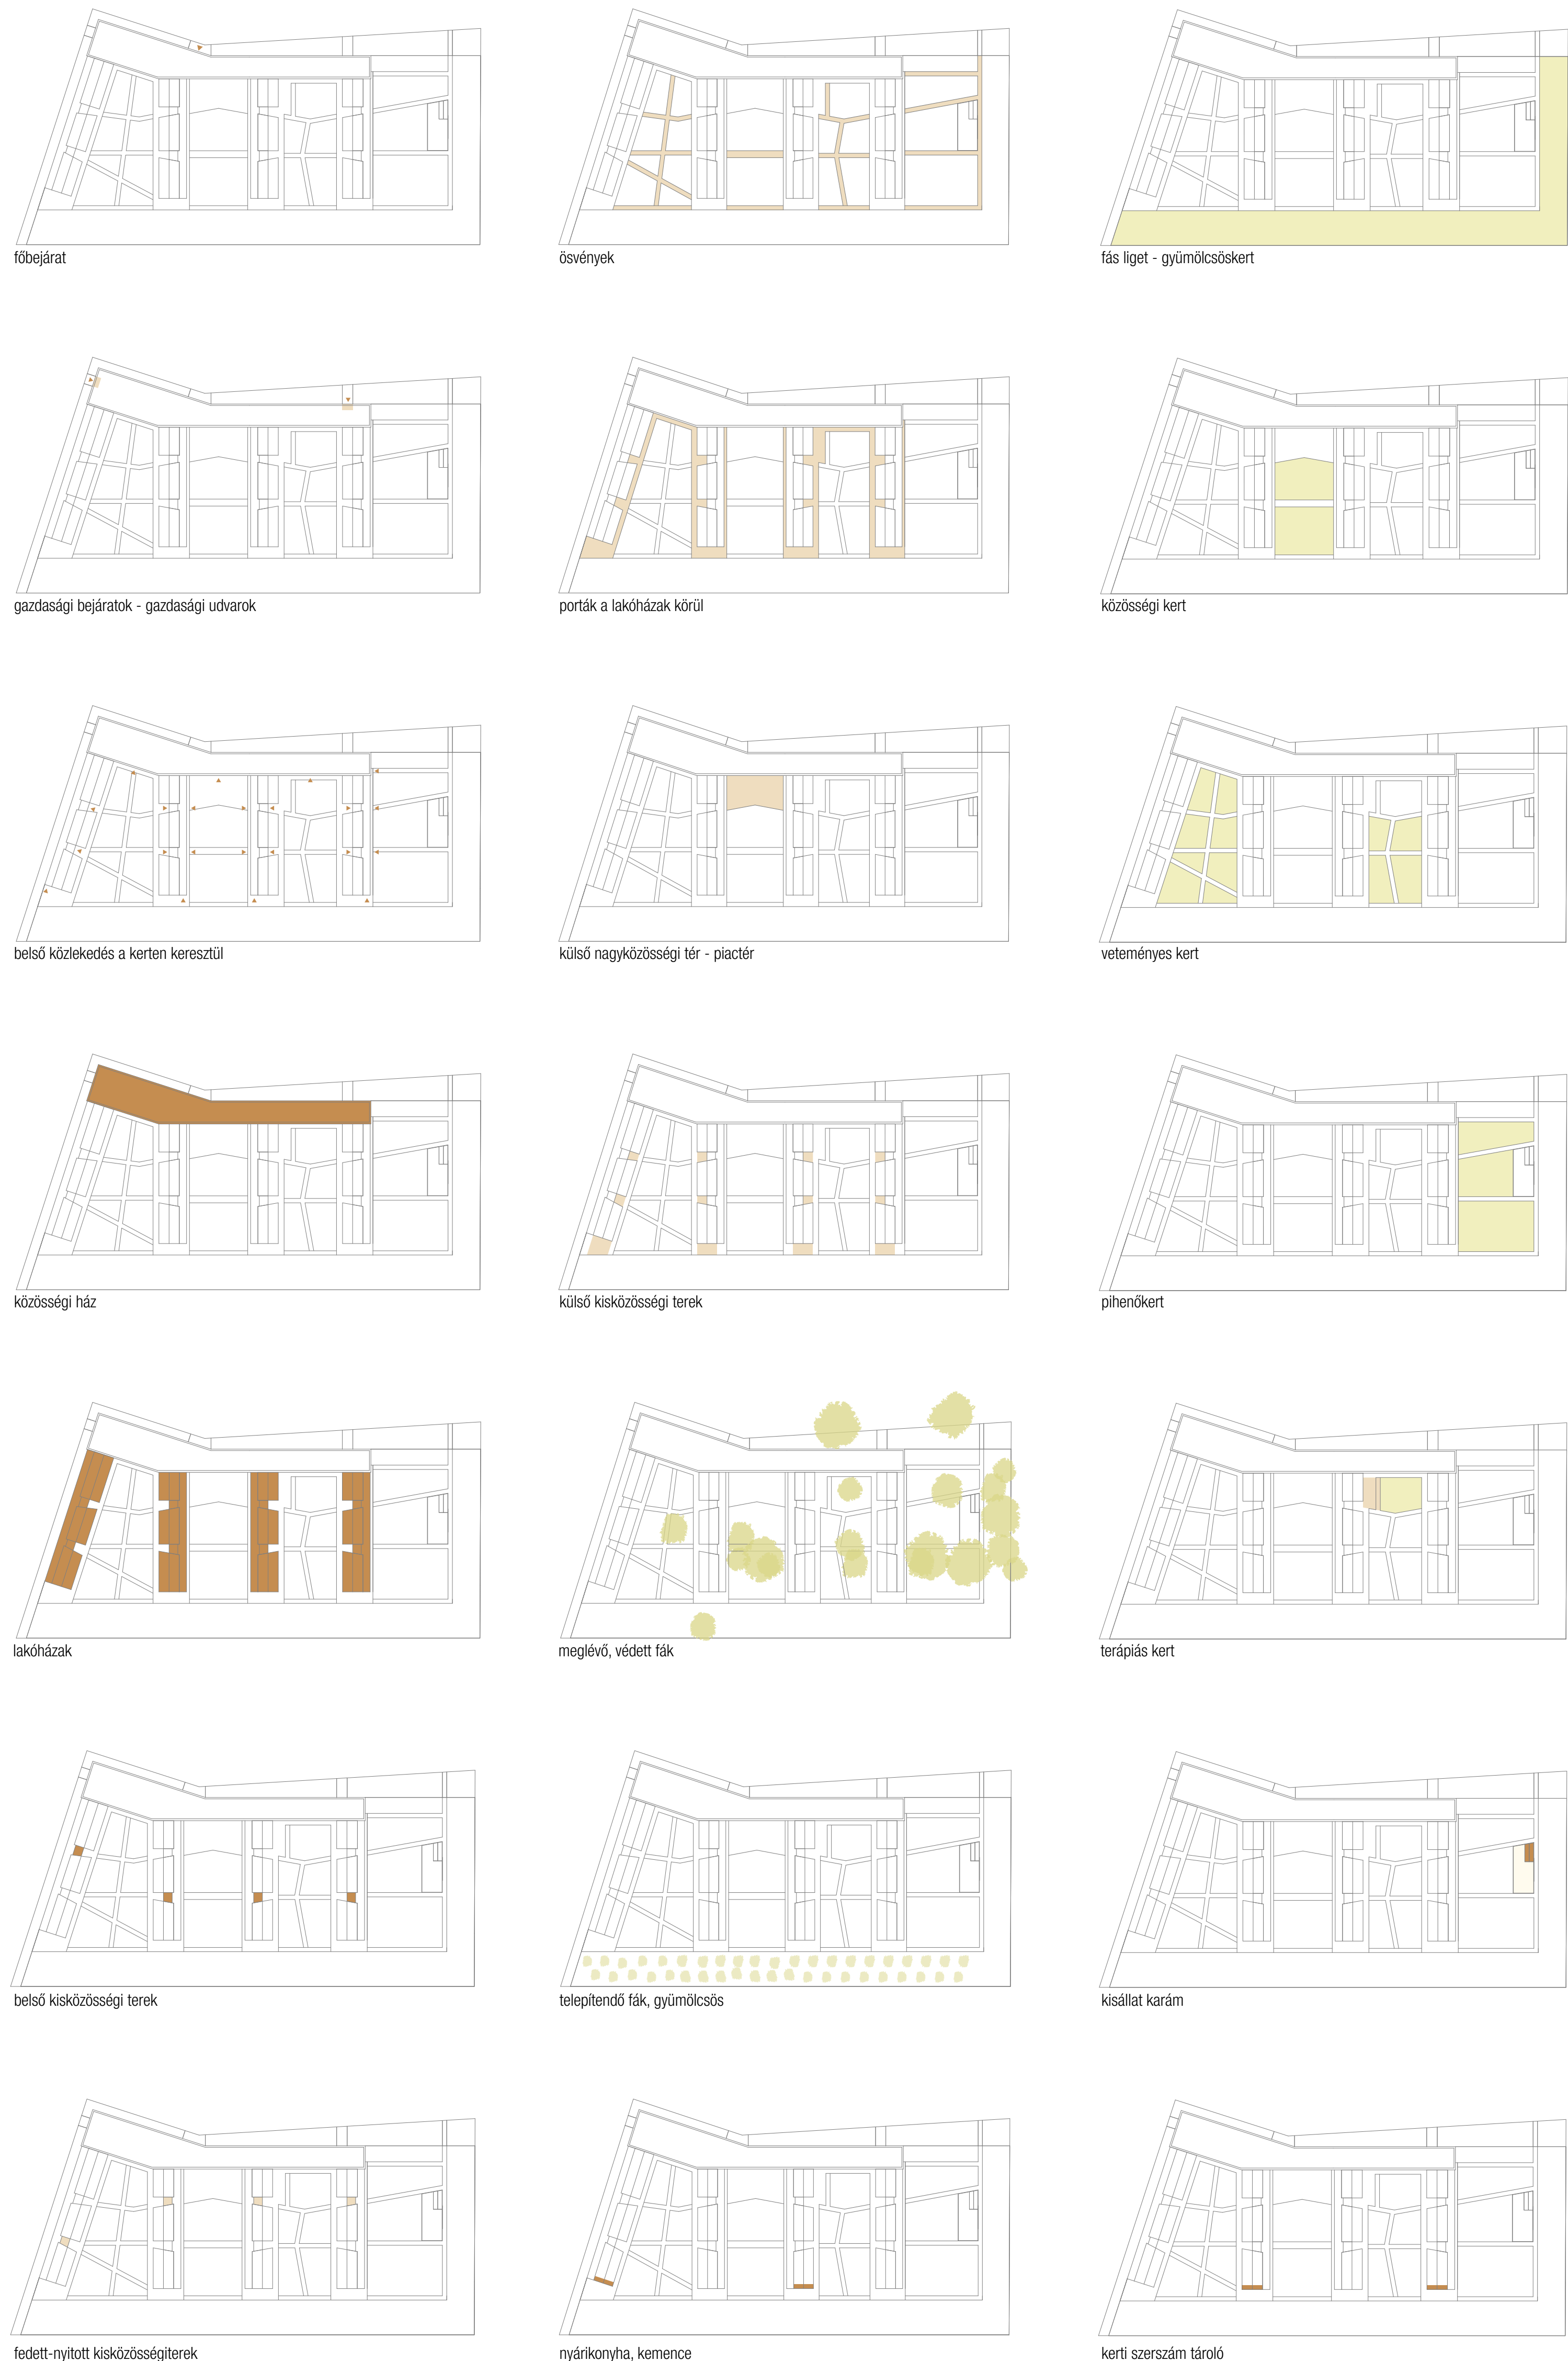 főbejárat
ösvények
fás liget - gyümölcsöskert
gazdasági bejáratok - gazdasági udvarok
porták a lakóházak körül
közösségi kert
belső közlekedés a kerten keresztül
külső nagyközösségi tér - piactér
veteményes kert
közösségi ház
külső kisközösségi terek
pihenőkert
lakóházak
meglévő, védett fák
terápiás kert
belső kisközösségi terek
telepítendő fák, gyümölcsös
kisállat karám
fedett-nyitott kisközösségiterek
nyárikonyha, kemence
kerti szerszám tároló